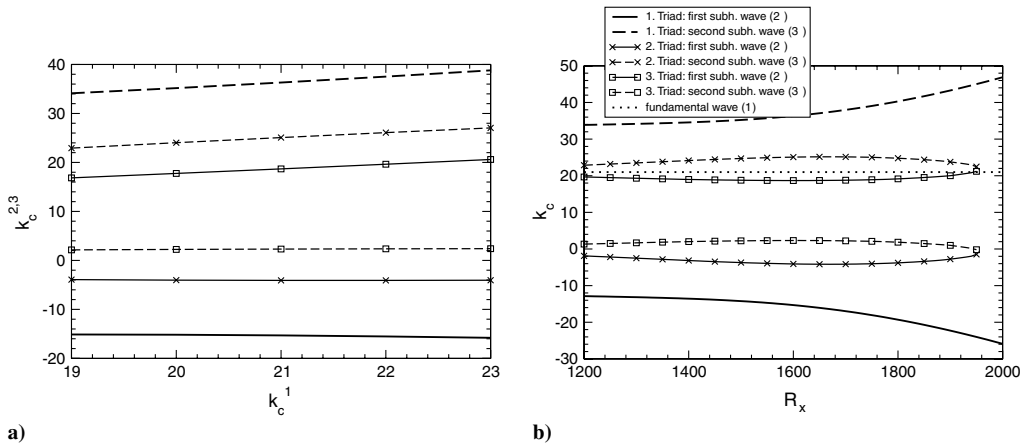 1. Triad: first subh. wave (2 )
1. Triad: second subh. wave (3 )
2. Triad: first subh. wave (2 )
2. Triad: second subh. wave (3 )
3. Triad: first subh. wave (2 )
3. Triad: second subh. wave (3 )
fundamental wave (1)
40
30
20
10
0
-10
-20
k_c^2,3
19 20 21 22 23
k_c^1
a)
50
40
30
20
10
0
-10
-20
-30
k_c
1200 1400 1600 1800 2000
R_x
b)